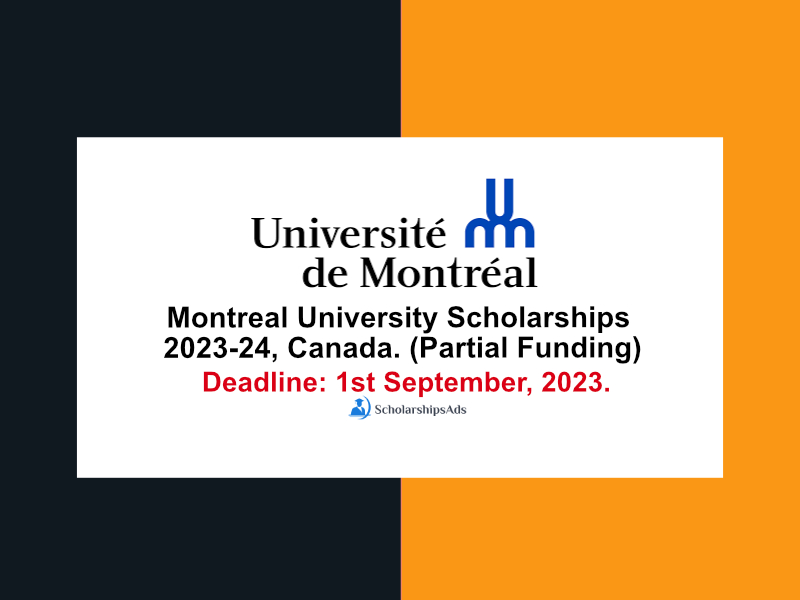 Université
de Montréal
Montreal University Scholarships
2023-24, Canada. (Partial Funding)
Deadline: 1st September, 2023.
ScholarshipsAds